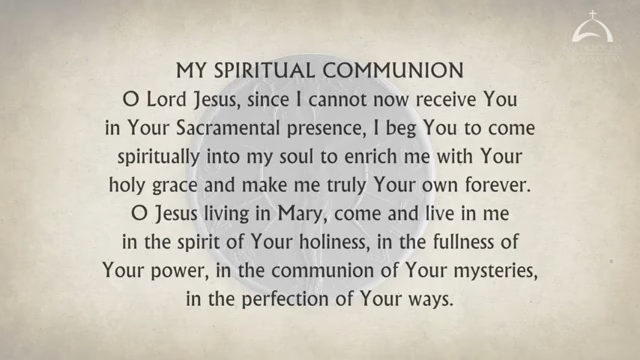 MY SPIRITUAL COMMUNION
O Lord Jesus, since I cannot now receive You
in Your Sacramental presence, I beg You to come
spiritually into my soul to enrich me with Your
holy grace and make me truly Your own forever.
O Jesus living in Mary, come and live in me
in the spirit of Your holiness, in the fullness of
Your power, in the communion of Your mysteries,
in the perfection of Your ways.